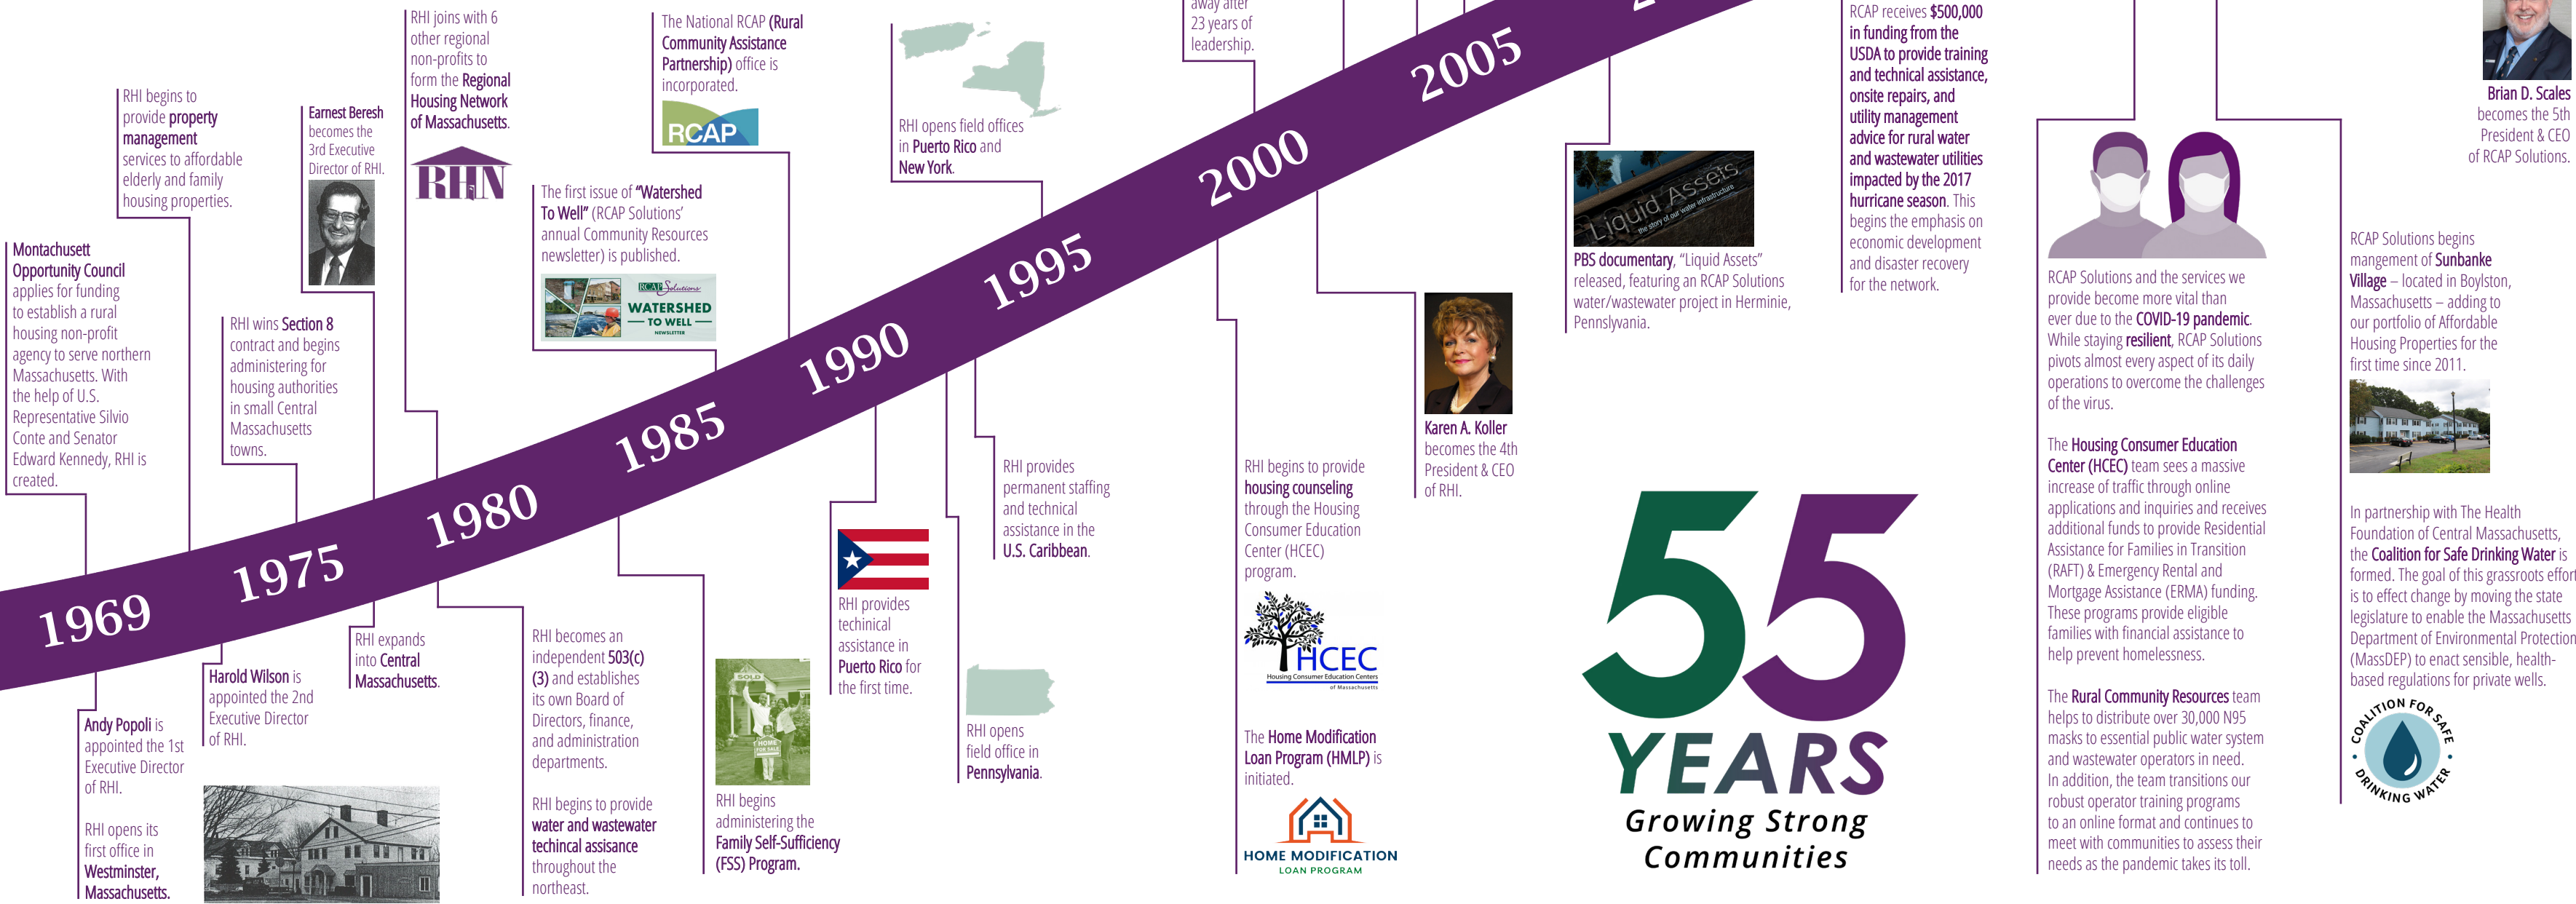 Montachusett
Opportunity Council
applies for funding
to establish a rural
housing non-profit
agency to serve northern
Massachusetts. With
the help of U.S.
Representative Silvio
Conte and Senator
Edward Kennedy, RHI is
created.
1969
Andy Popoli is
appointed the 1st
Executive Director
of RHI.
RHI opens its
first office in
Westminster,
Massachusetts.
RHI begins to
provide property
management
services to affordable
elderly and family
housing properties.
Harold Wilson is
appointed the 2nd
Executive Director
of RHI.
1975
RHI wins Section 8
contract and begins
administering for
housing authorities
in small Central
Massachusetts
towns.
Earnest Beresh
becomes the
3rd Executive
Director of RHI.
RHI expands
into Central
Massachusetts.
RHI joins with 6
other regional
non-profits to
form the Regional
Housing Network
of Massachusetts.
RHN
1980
RHI becomes an
independent 503(c)
(3) and establishes
its own Board of
Directors, finance,
and administration
departments.
RHI begins to provide
water and wastewater
techincal assisance
throughout the
northeast.
The first issue of “Watershed
To Well” (RCAP Solutions’
annual Community Resources
newsletter) is published.
RCAP Solutions
WATERSHED
TO WELL
NEWSLETTER
1985
SOLD
HOME
FOR SALE
RHI begins
administering the
Family Self-Sufficiency
(FSS) Program.
The National RCAP (Rural
Community Assistance
Partnership) office is
incorporated.
RCAP
1990
RHI provides
techinical
assistance in
Puerto Rico for
the first time.
RHI opens
field office in
Pennsylvania.
RHI provides
permanent staffing
and technical
assistance in the
U.S. Caribbean.
RHI opens field offices
in Puerto Rico and
New York.
1995
away after
23 years of
leadership.
2000
RHI begins to provide
housing counseling
through the Housing
Consumer Education
Center (HCEC)
program.
HCEC
Housing Consumer Education Centers
of Massachusetts
The Home Modification
Loan Program (HMLP) is
initiated.
HOME MODIFICATION
LOAN PROGRAM
Karen A. Koller
becomes the 4th
President & CEO
of RHI.
2005
Liquid Assets
the story of our water infrastructure
PBS documentary, “Liquid Assets”
released, featuring an RCAP Solutions
water/wastewater project in Herminie,
Pennslyvania.
55
YEARS
Growing Strong
Communities
RCAP receives $500,000
in funding from the
USDA to provide training
and technical assistance,
onsite repairs, and
utility management
advice for rural water
and wastewater utilities
impacted by the 2017
hurricane season. This
begins the emphasis on
economic development
and disaster recovery
for the network.
RCAP Solutions and the services we
provide become more vital than
ever due to the COVID-19 pandemic.
While staying resilient, RCAP Solutions
pivots almost every aspect of its daily
operations to overcome the challenges
of the virus.
The Housing Consumer Education
Center (HCEC) team sees a massive
increase of traffic through online
applications and inquiries and receives
additional funds to provide Residential
Assistance for Families in Transition
(RAFT) & Emergency Rental and
Mortgage Assistance (ERMA) funding.
These programs provide eligible
families with financial assistance to
help prevent homelessness.
The Rural Community Resources team
helps to distribute over 30,000 N95
masks to essential public water system
and wastewater operators in need.
In addition, the team transitions our
robust operator training programs
to an online format and continues to
meet with communities to assess their
needs as the pandemic takes its toll.
Brian D. Scales
becomes the 5th
President & CEO
of RCAP Solutions.
RCAP Solutions begins
mangement of Sunbanke
Village – located in Boylston,
Massachusetts – adding to
our portfolio of Affordable
Housing Properties for the
first time since 2011.
In partnership with The Health
Foundation of Central Massachusetts,
the Coalition for Safe Drinking Water is
formed. The goal of this grassroots effort
is to effect change by moving the state
legislature to enable the Massachusetts
Department of Environmental Protection
(MassDEP) to enact sensible, health-
based regulations for private wells.
COALITION FOR SAFE
DRINKING WATER